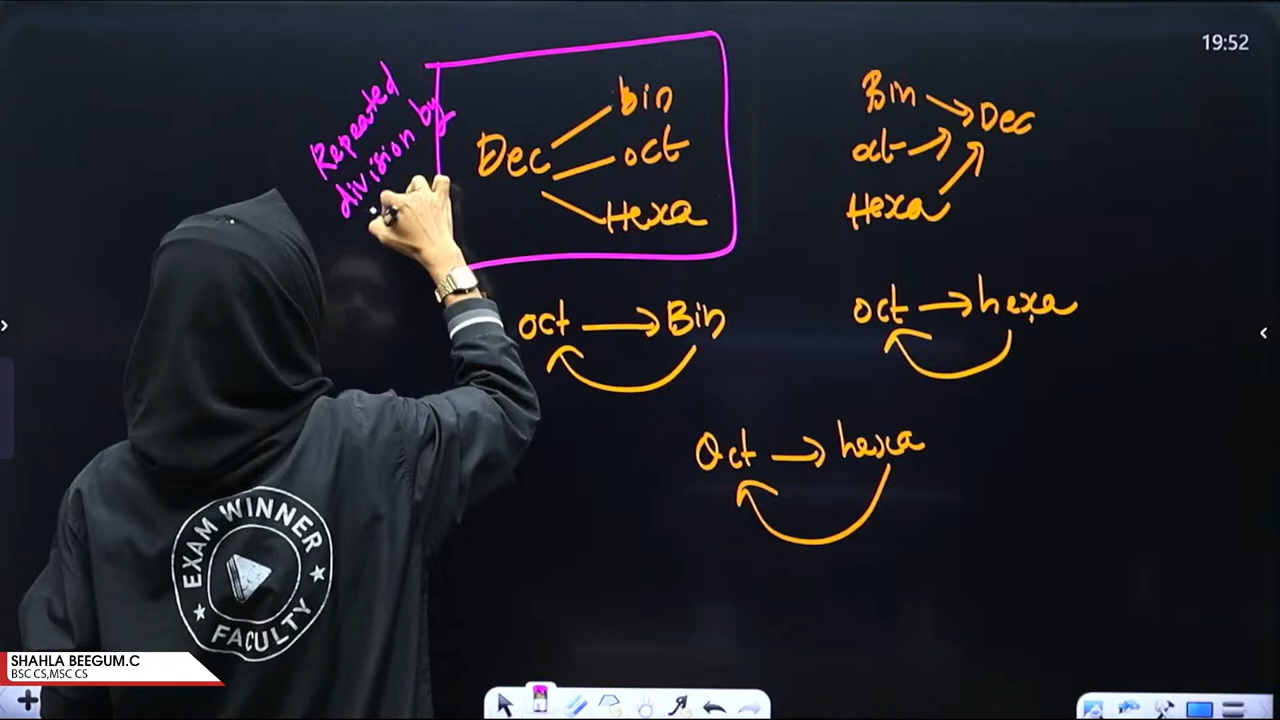 19:52
Repeated
division by
Dec
bin
oct
Hexa
Bin
oct
Hexa
Dec
oct → Bin
oct → hexa
Oct → hexa
EXAM WINNER
FACULTY
SHAHLA BEEGUM.C
BSC CS,MSC CS